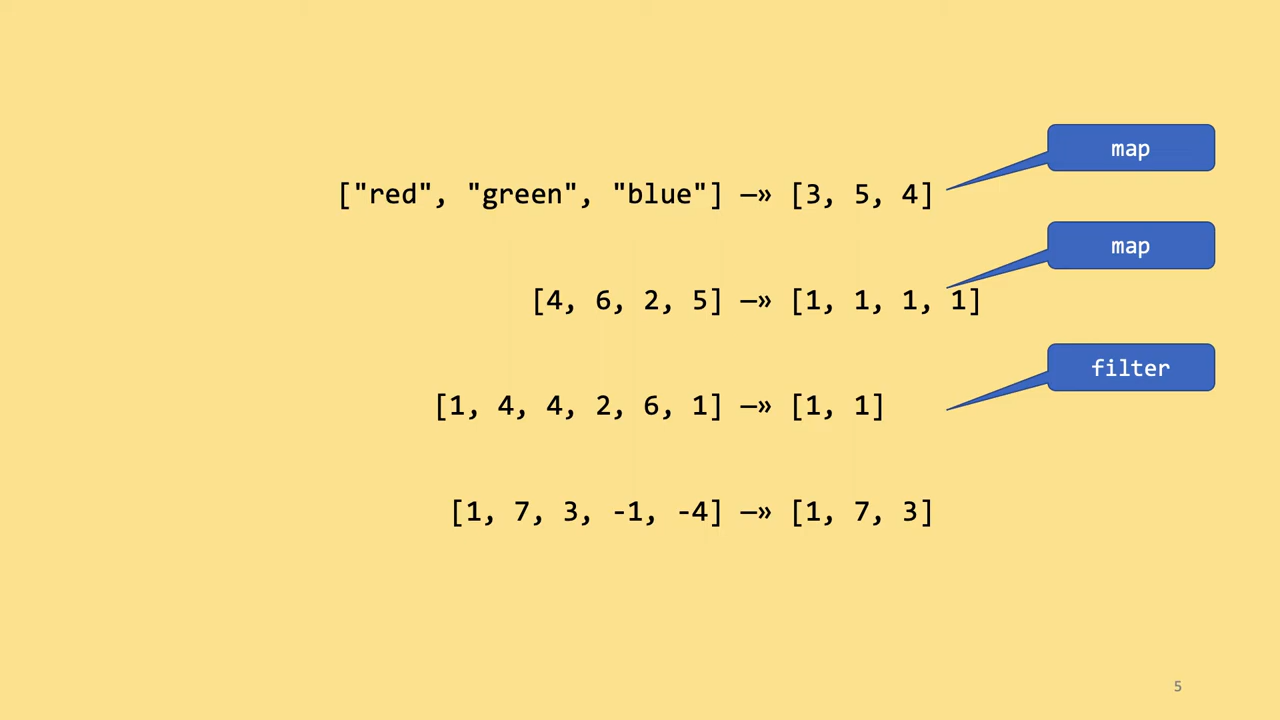 map
["red", "green", "blue"] —» [3, 5, 4]
map
[4, 6, 2, 5] —» [1, 1, 1, 1]
filter
[1, 4, 4, 2, 6, 1] —» [1, 1]
[1, 7, 3, -1, -4] —» [1, 7, 3]
5